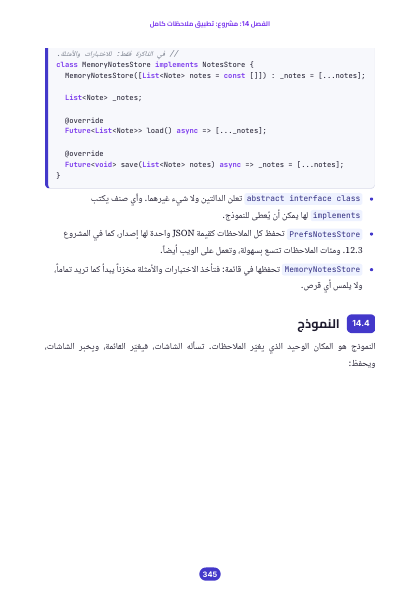 الفصل 14: مشروع: تطبيق ملاحظات كامل
// في الذاكرة فقط: للاختبارات والأمثلة.
class MemoryNotesStore implements NotesStore {
  MemoryNotesStore([List<Note> notes = const []]) : _notes = [...notes];
  List<Note> _notes;
  @override
  Future<List<Note>> load() async => [..._notes];
  @override
  Future<void> save(List<Note> notes) async => _notes = [...notes];
}
• abstract interface class تعلن الدالتين ولا شيء غيرهما. وأي صنف يكتب
implements لها يمكن أن يُعطى للنموذج.
• PrefsNotesStore تحفظ كل الملاحظات كقيمة JSON واحدة لها إصدار، كما في المشروع
12.3. ومئات الملاحظات تتسع بسهولة، وتعمل على الويب أيضاً.
• MemoryNotesStore تحفظها في قائمة: فتأخذ الاختبارات والأمثلة مخزناً يبدأ كما تريد تماماً،
ولا يلمس أي قرص.
14.4 النموذج
النموذج هو المكان الوحيد الذي يغيّر الملاحظات. تسأله الشاشات، فيغيّر القائمة، ويخبر الشاشات،
ويحفظ:
345